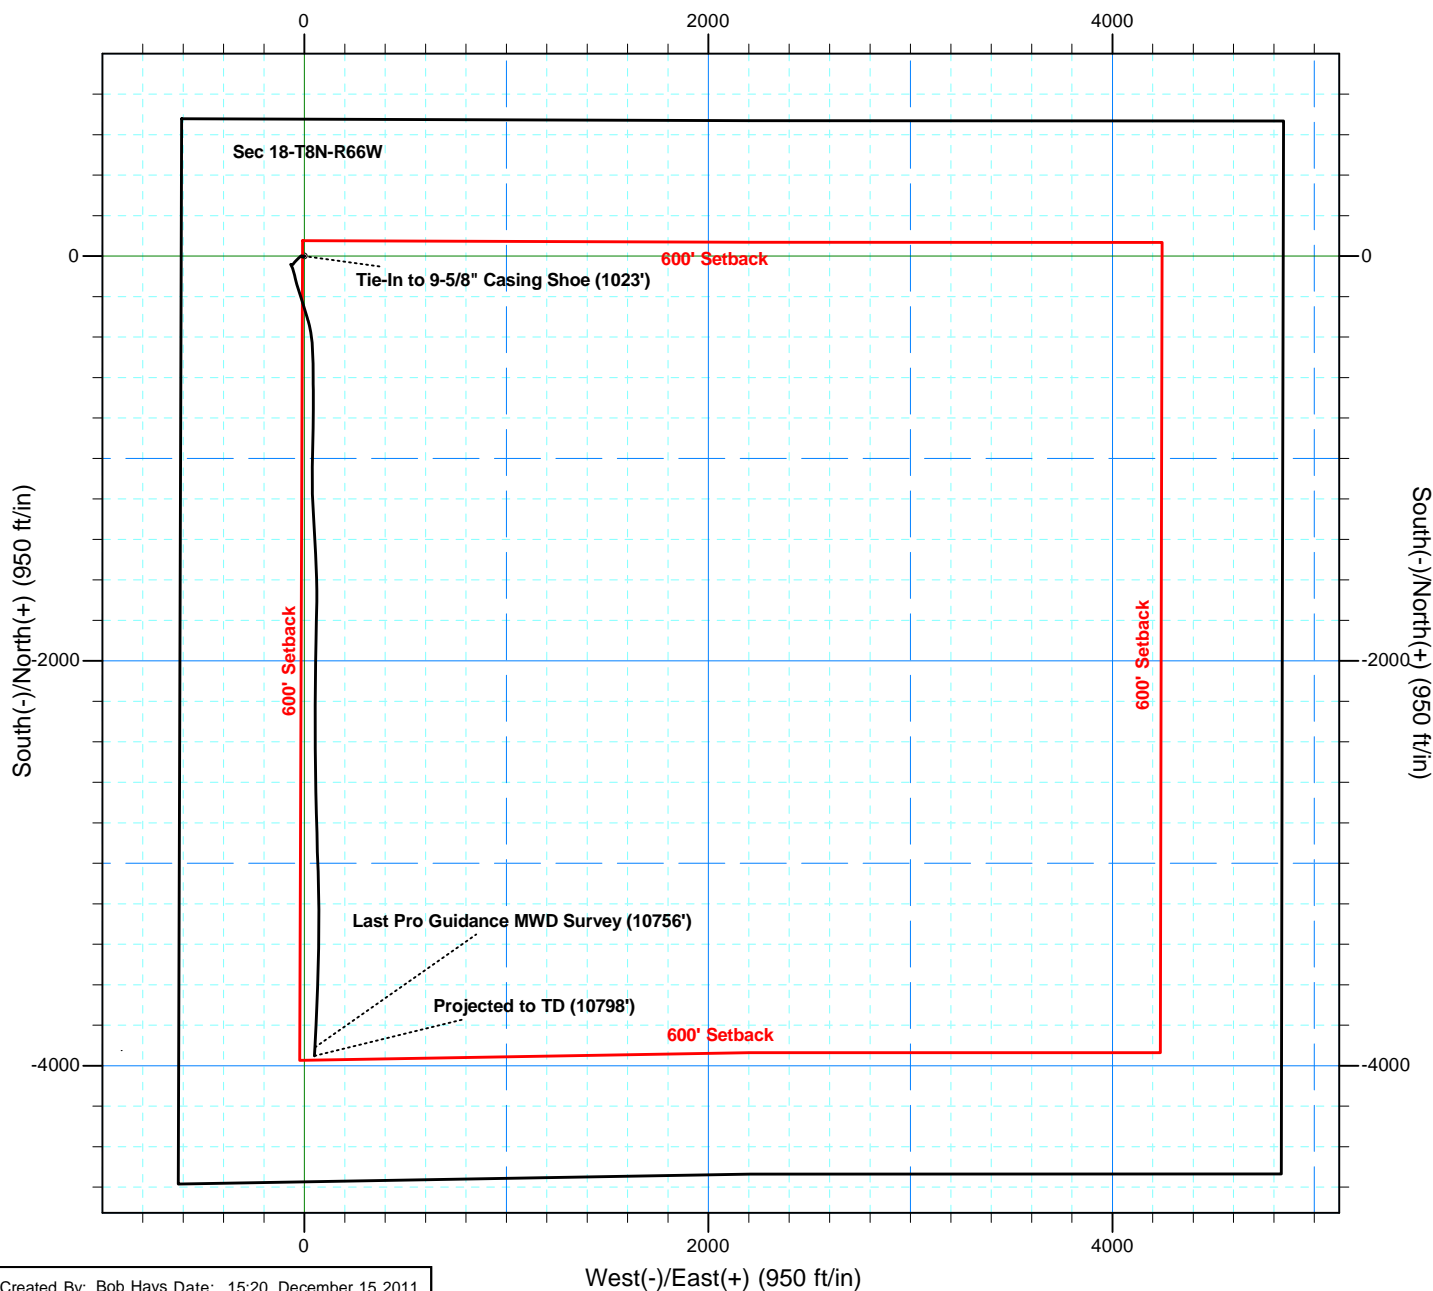 0 2000 4000
Sec 18-T8N-R66W
0 0
600' Setback
Tie-In to 9-5/8" Casing Shoe (1023')
South(-)/North(+) (950 ft/in)
South(-)/North(+) (950 ft/in)
600' Setback
600' Setback
-2000 -2000
Last Pro Guidance MWD Survey (10756')
Projected to TD (10798')
600' Setback
-4000 -4000
0 2000 4000
West(-)/East(+) (950 ft/in)
Created By: Bob Hays Date: 15:20, December 15 2011